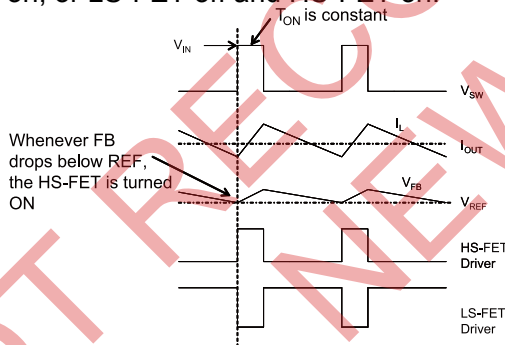 T_ON is constant
V_IN
V_SW
I_L
I_OUT
Whenever FB
drops below REF,
the HS-FET is turned
ON
V_FB
V_REF
HS-FET
Driver
LS-FET
Driver